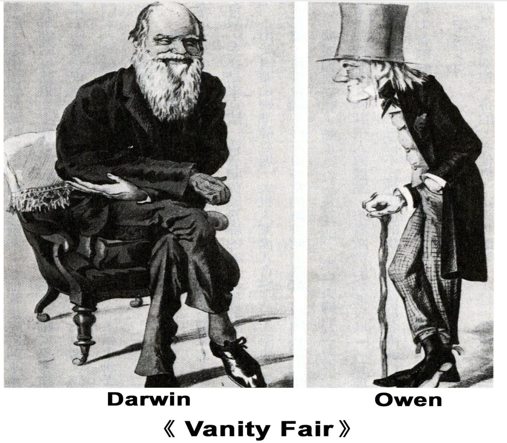 Darwin
Owen
《 Vanity Fair 》